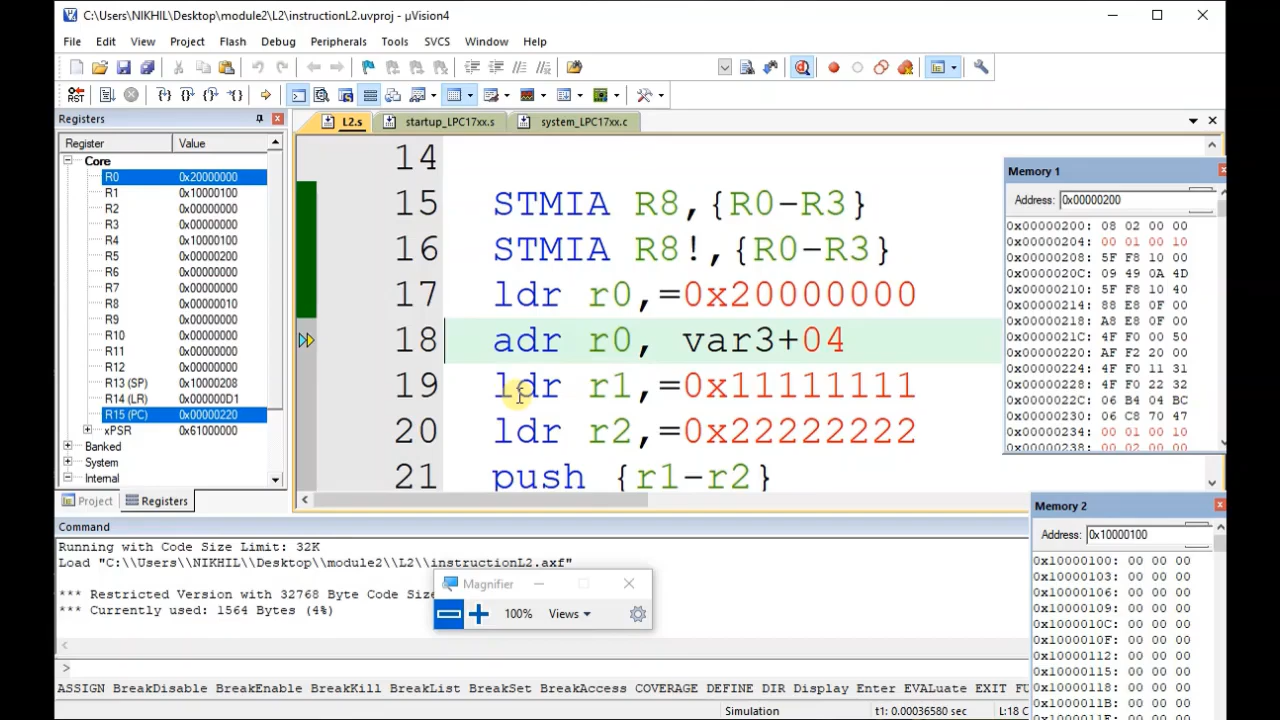 C:\Users\NIKHIL\Desktop\module2\L2\instructionL2.uvproj - µVision4
File Edit View Project Flash Debug Peripherals Tools SVCS Window Help
Registers
Register Value
Core
R0 0x20000000
R1 0x10000100
R2 0x00000000
R3 0x00000000
R4 0x10000100
R5 0x00000200
R6 0x00000000
R7 0x00000000
R8 0x00000010
R9 0x00000000
R10 0x00000000
R11 0x00000000
R12 0x00000000
R13 (SP) 0x10000208
R14 (LR) 0x000000D1
R15 (PC) 0x00000220
xPSR 0x61000000
Banked
System
Internal
Project Registers
L2.s startup_LPC17xx.s system_LPC17xx.c
14
15 STMIA R8,{R0-R3}
16 STMIA R8!,{R0-R3}
17 ldr r0,=0x20000000
18 adr r0, var3+04
19 ldr r1,=0x11111111
20 ldr r2,=0x22222222
21 push {r1-r2}
Memory 1
Address: 0x00000200
0x00000200: 08 02 00 00
0x00000204: 00 01 00 10
0x00000208: 5F F8 10 00
0x0000020C: 09 49 0A 4D
0x00000210: 5F F8 10 40
0x00000214: 88 E8 0F 00
0x00000218: A8 E8 0F 00
0x0000021C: 4F F0 00 50
0x00000220: AF F2 20 00
0x00000224: 4F F0 11 31
0x00000228: 4F F0 22 32
0x0000022C: 06 B4 04 BC
0x00000230: 06 C8 70 47
0x00000234: 00 01 00 10
0x00000238: 00 02 00 00
Command
Running with Code Size Limit: 32K
Load "C:\\Users\\NIKHIL\\Desktop\\module2\\L2\\instructionL2.axf"
*** Restricted Version with 32768 Byte Code Size
*** Currently used: 1564 Bytes (4%)
Magnifier
100% Views
Memory 2
Address: 0x10000100
0x10000100: 00 00 00
0x10000103: 00 00 00
0x10000106: 00 00 00
0x10000109: 00 00 00
0x1000010C: 00 00 00
0x1000010F: 00 00 00
0x10000112: 00 00 00
0x10000115: 00 00 00
0x10000118: 00 00 00
0x1000011B: 00 00 00
0x1000011E: 00 00 00
>
ASSIGN BreakDisable BreakEnable BreakKill BreakList BreakSet BreakAccess COVERAGE DEFINE DIR Display Enter EVALuate EXIT FU
Simulation t1: 0.00036580 sec L:18 C